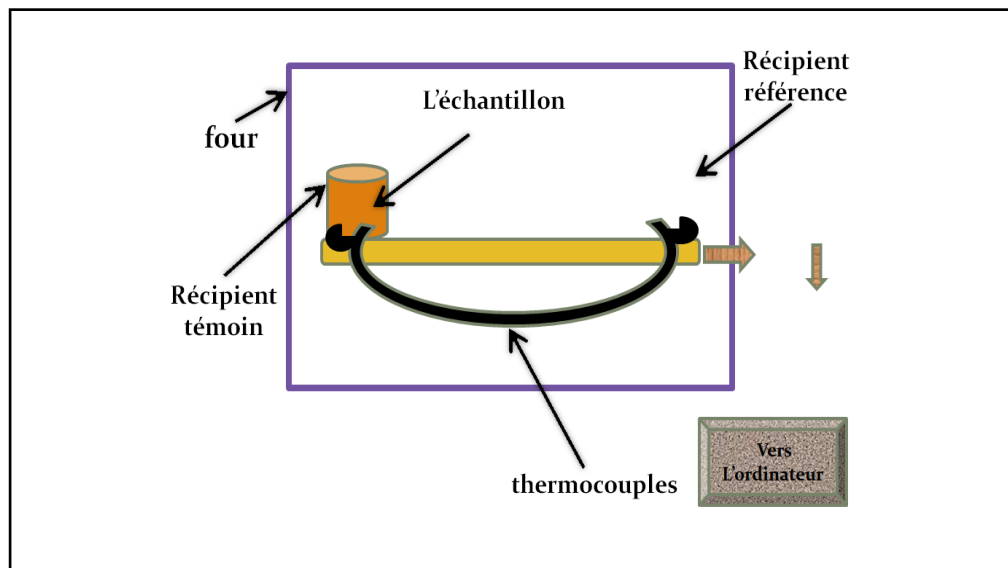 Récipient
référence
L'échantillon
four
Récipient
témoin
thermocouples
Vers
L'ordinateur